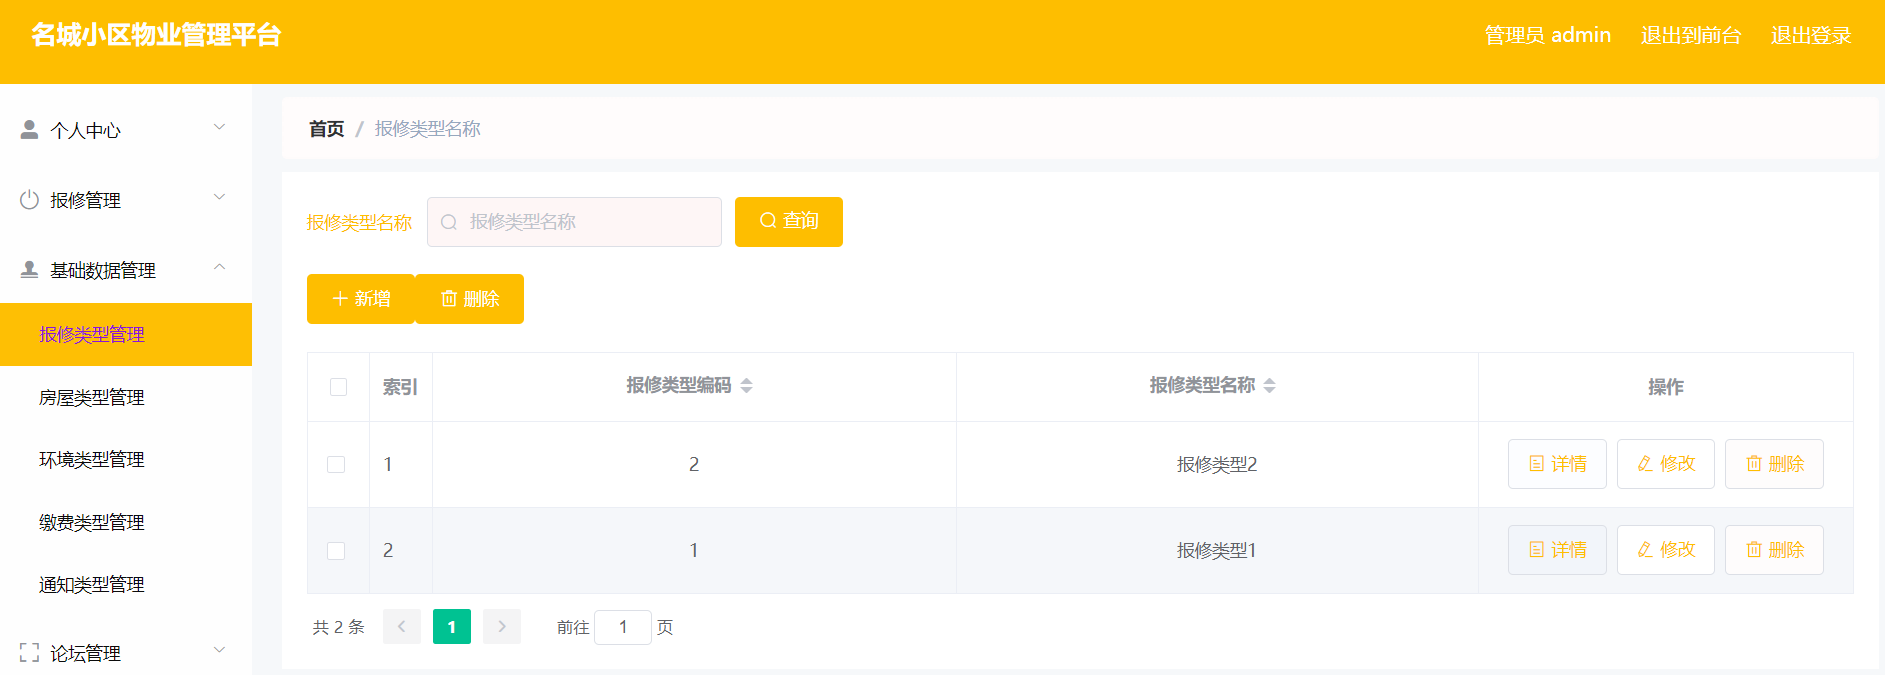 名城小区物业管理平台
管理员 admin 退出到前台 退出登录
个人中心
报修管理
基础数据管理
报修类型管理
房屋类型管理
环境类型管理
缴费类型管理
通知类型管理
论坛管理
首页 / 报修类型名称
报修类型名称 报修类型名称 查询
新增 删除
索引 报修类型编码 报修类型名称 操作
1 2 报修类型2 详情 修改 删除
2 1 报修类型1 详情 修改 删除
共 2 条 1 前往 1 页